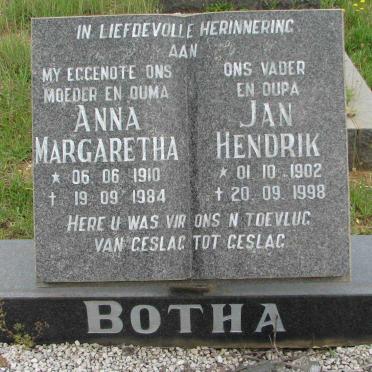 IN LIEFDEVOLLE HERINNERING
AAN
MY EGGENOTE ONS
MOEDER EN OUMA
ANNA
MARGARETHA
* 06 06 1910
† 19 09 1984
ONS VADER
EN OUPA
JAN
HENDRIK
* 01 10 1902
† 20 09 1998
HERE U WAS VIR ONS 'N TOEVLUG
VAN GESLAG TOT GESLAG
BOTHA